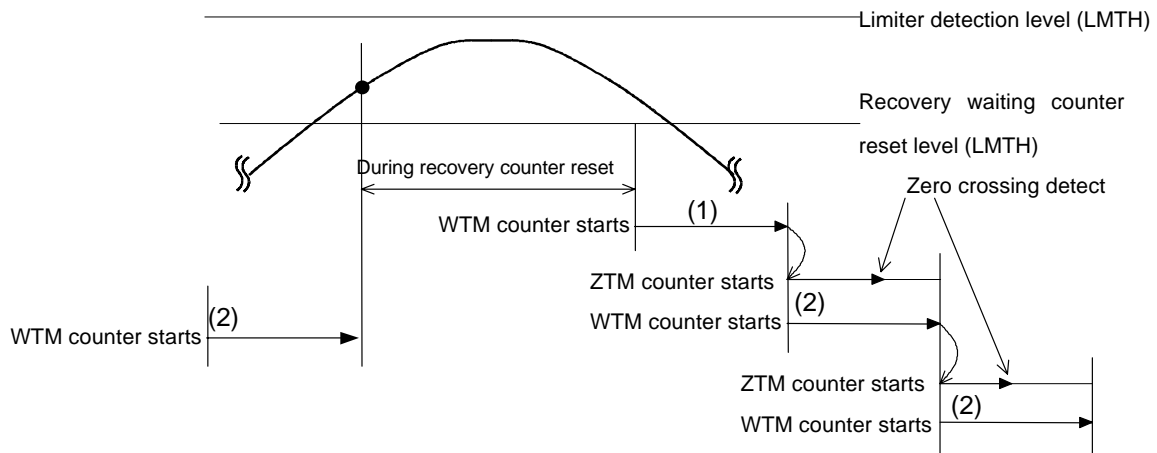 Limiter detection level (LMTH)
Recovery waiting counter
reset level (LMTH)
During recovery counter reset
Zero crossing detect
WTM counter starts
(1)
ZTM counter starts
(2)
WTM counter starts
(2)
WTM counter starts
ZTM counter starts
(2)
WTM counter starts